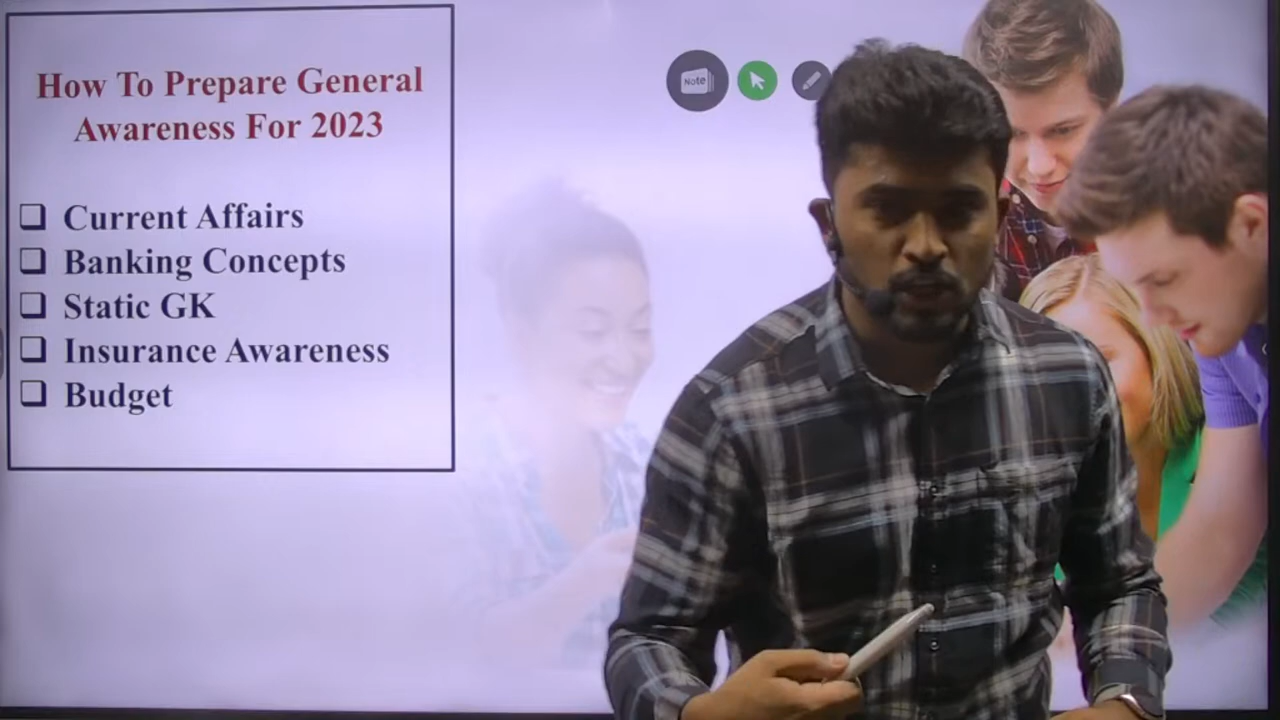 How To Prepare General
Awareness For 2023
Current Affairs
Banking Concepts
Static GK
Insurance Awareness
Budget
Note